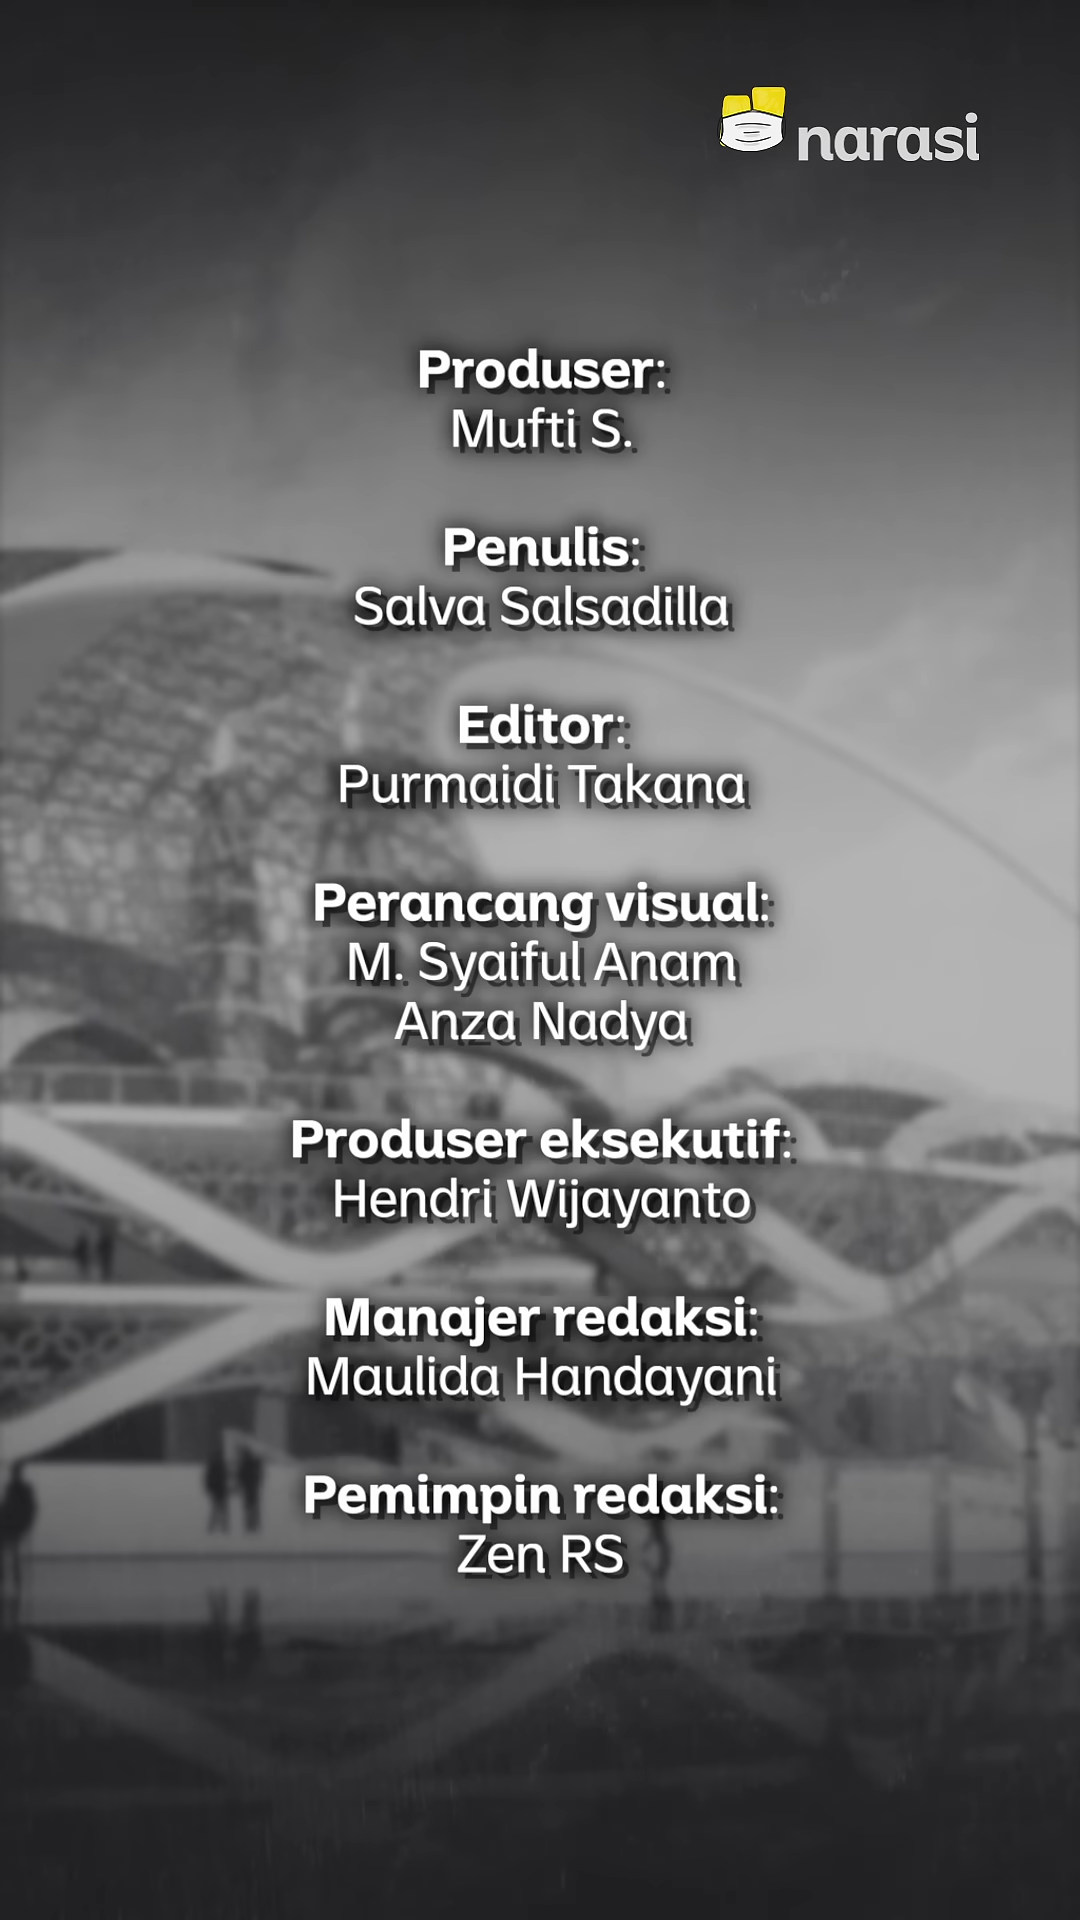 narasi
Produser:
Mufti S.
Penulis:
Salva Salsadilla
Editor:
Purmaidi Takana
Perancang visual:
M. Syaiful Anam
Anza Nadya
Produser eksekutif:
Hendri Wijayanto
Manajer redaksi:
Maulida Handayani
Pemimpin redaksi:
Zen RS